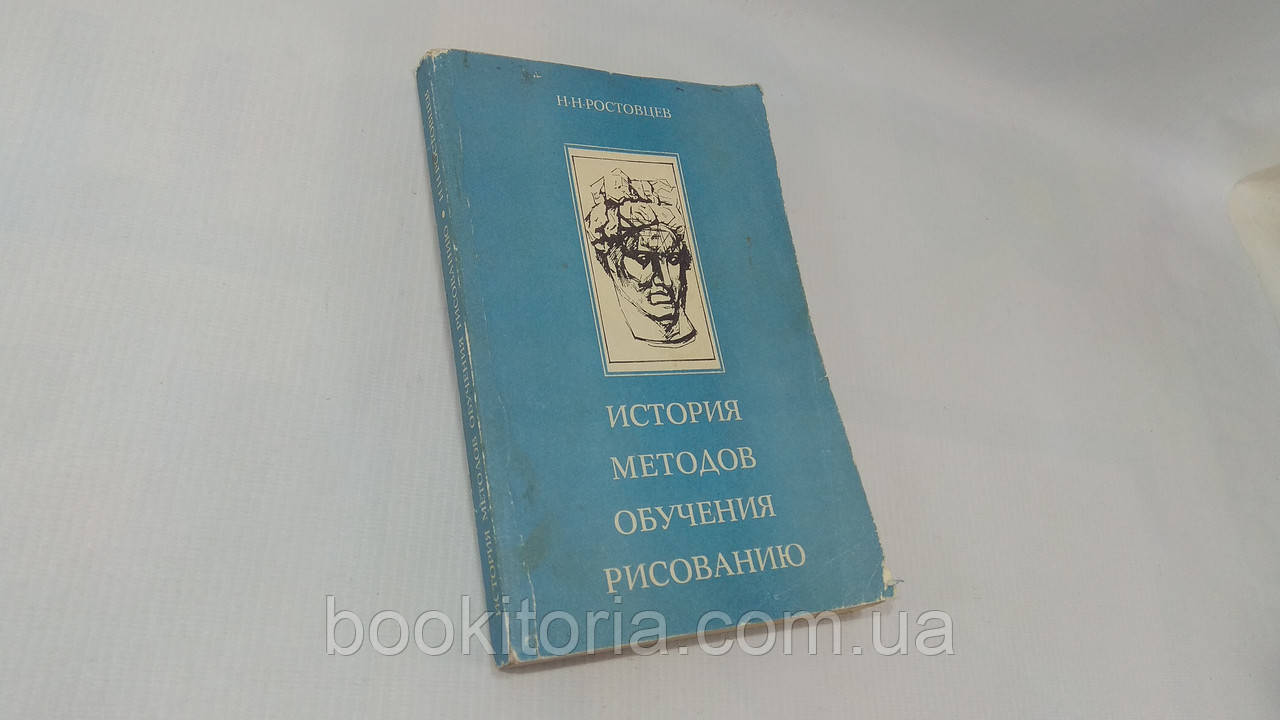 Н·Н·РОСТОВЦЕВ
ИСТОРИЯ
МЕТОДОВ
ОБУЧЕНИЯ
РИСОВАНИЮ
ИСТОРИЯ МЕТОДОВ ОБУЧЕНИЯ РИСОВАНИЮ •
bookitoria.com.ua